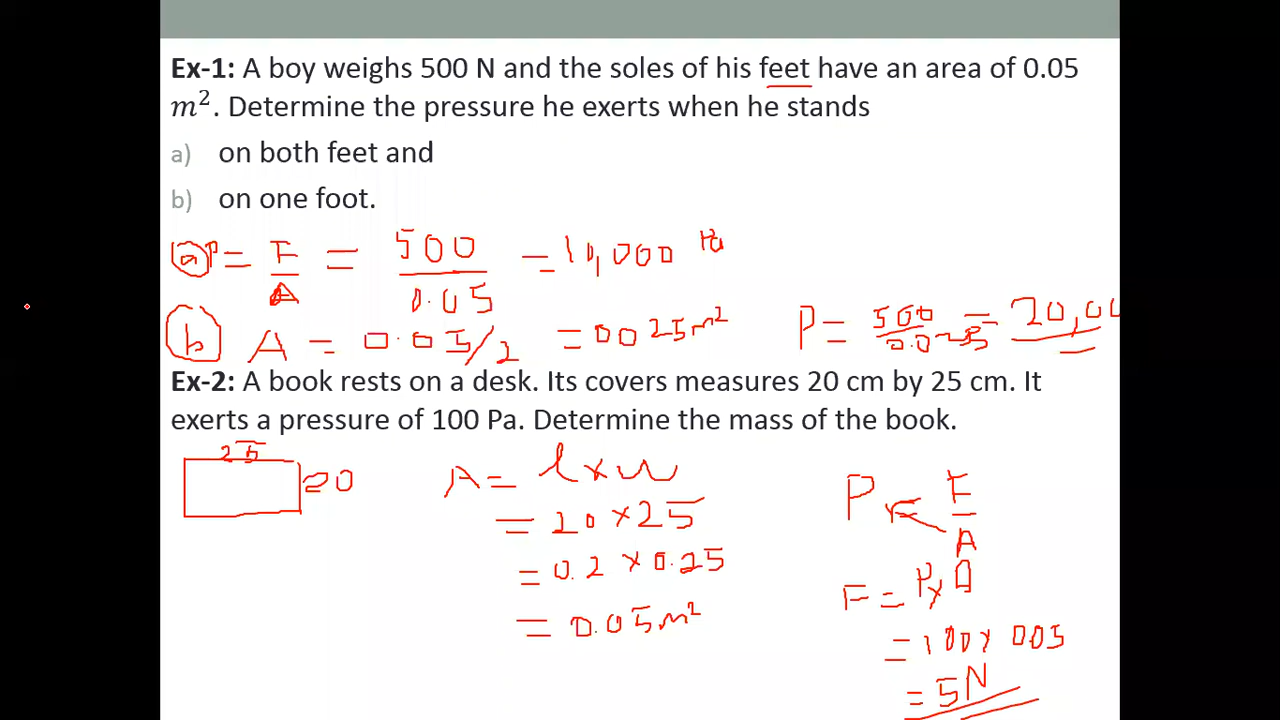 Ex-1: A boy weighs 500 N and the soles of his feet have an area of 0.05
m². Determine the pressure he exerts when he stands
a) on both feet and
b) on one foot.
ⓐ P = F/A = 500/0.05 = 10,000 Pa
ⓑ A = 0.05/2 = 0025m² P = 500/0.025 = 20,00
Ex-2: A book rests on a desk. Its covers measures 20 cm by 25 cm. It
exerts a pressure of 100 Pa. Determine the mass of the book.
25
20
A = l x w
= 20 x 25
= 0.2 x 0.25
= 0.05m²
P = F/A
F = P x A
= 100 x 005
= 5N